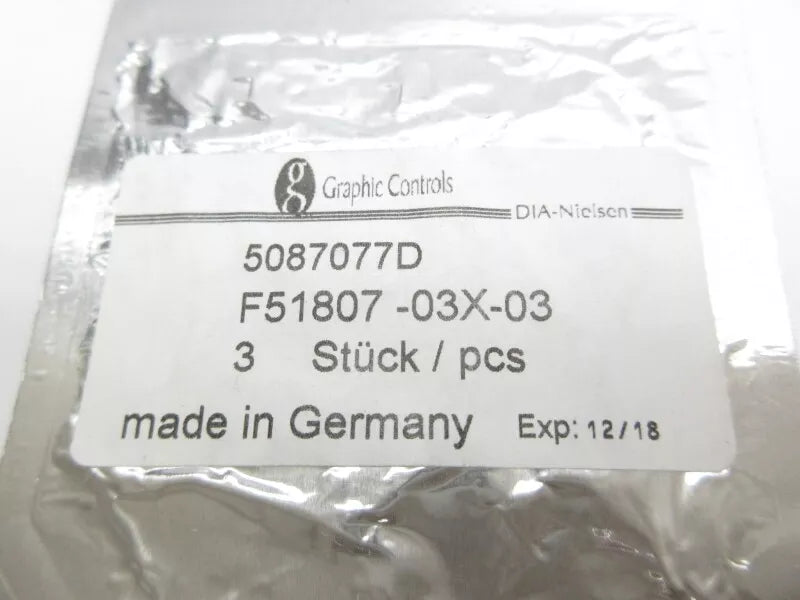 g Graphic Controls
DIA-Nielsen
5087077D
F51807 -03X-03
3 Stück / pcs
made in Germany Exp: 12/18